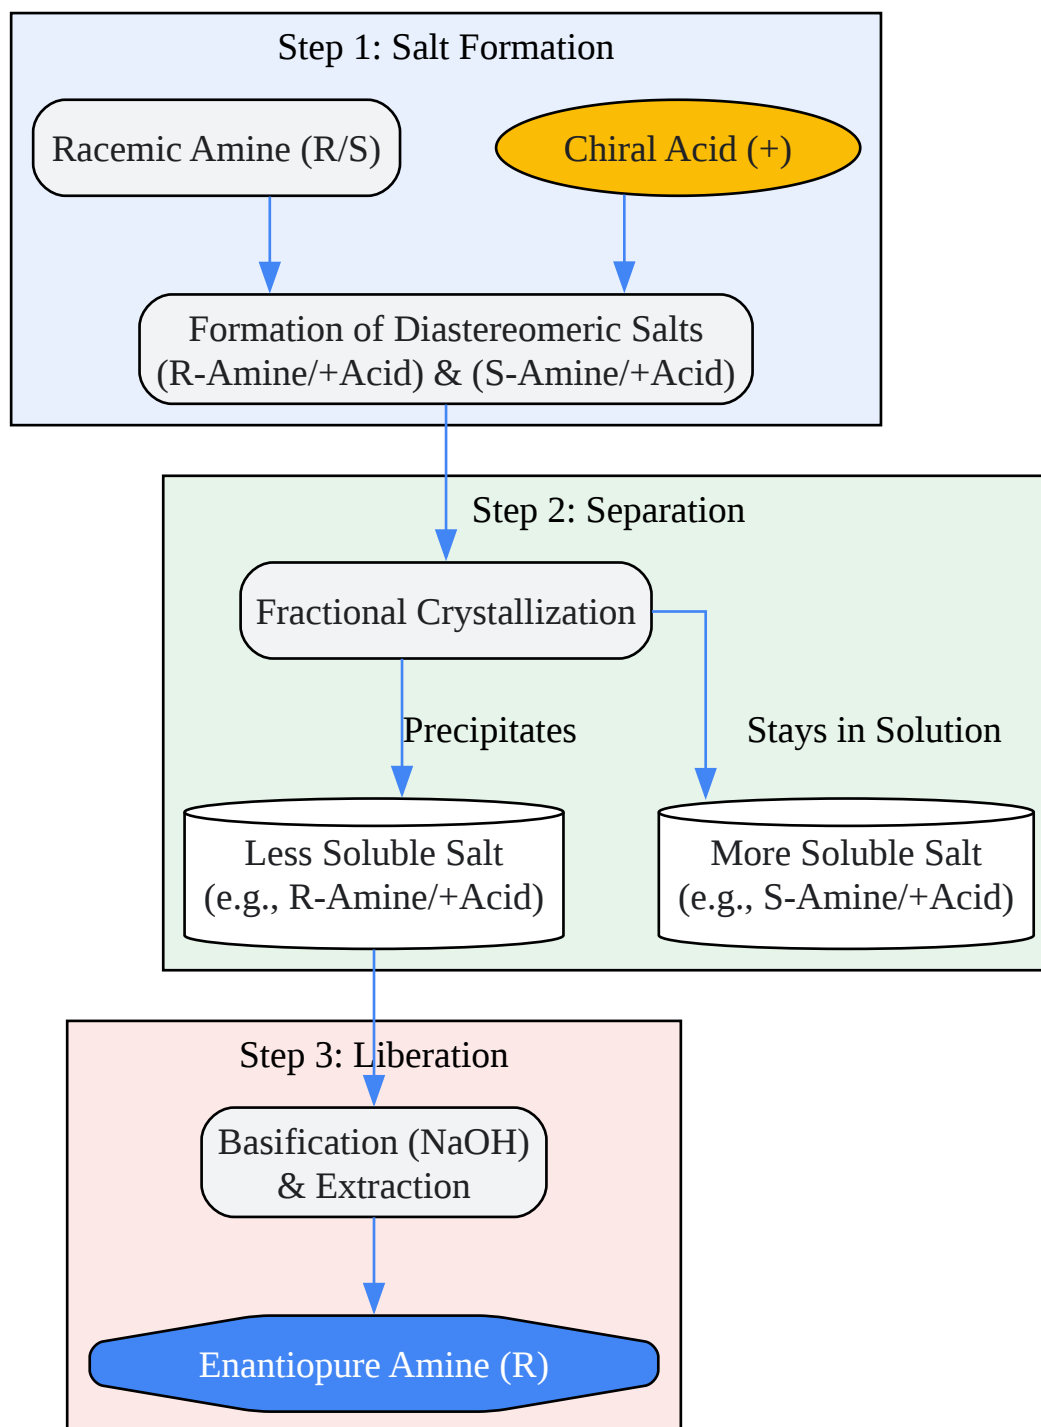 Step 1: Salt Formation
Racemic Amine (R/S)
Chiral Acid (+)
Formation of Diastereomeric Salts
(R-Amine/+Acid) & (S-Amine/+Acid)
Step 2: Separation
Fractional Crystallization
Precipitates
Stays in Solution
Less Soluble Salt
(e.g., R-Amine/+Acid)
More Soluble Salt
(e.g., S-Amine/+Acid)
Step 3: Liberation
Basification (NaOH)
& Extraction
Enantiopure Amine (R)